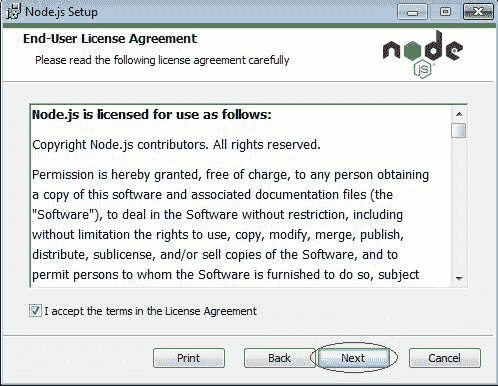 Node.js Setup
End-User License Agreement
Please read the following license agreement carefully
node
JS
Node.js is licensed for use as follows:
Copyright Node.js contributors. All rights reserved.
Permission is hereby granted, free of charge, to any person obtaining
a copy of this software and associated documentation files (the
"Software"), to deal in the Software without restriction, including
without limitation the rights to use, copy, modify, merge, publish,
distribute, sublicense, and/or sell copies of the Software, and to
permit persons to whom the Software is furnished to do so, subject
I accept the terms in the License Agreement
Print Back Next Cancel